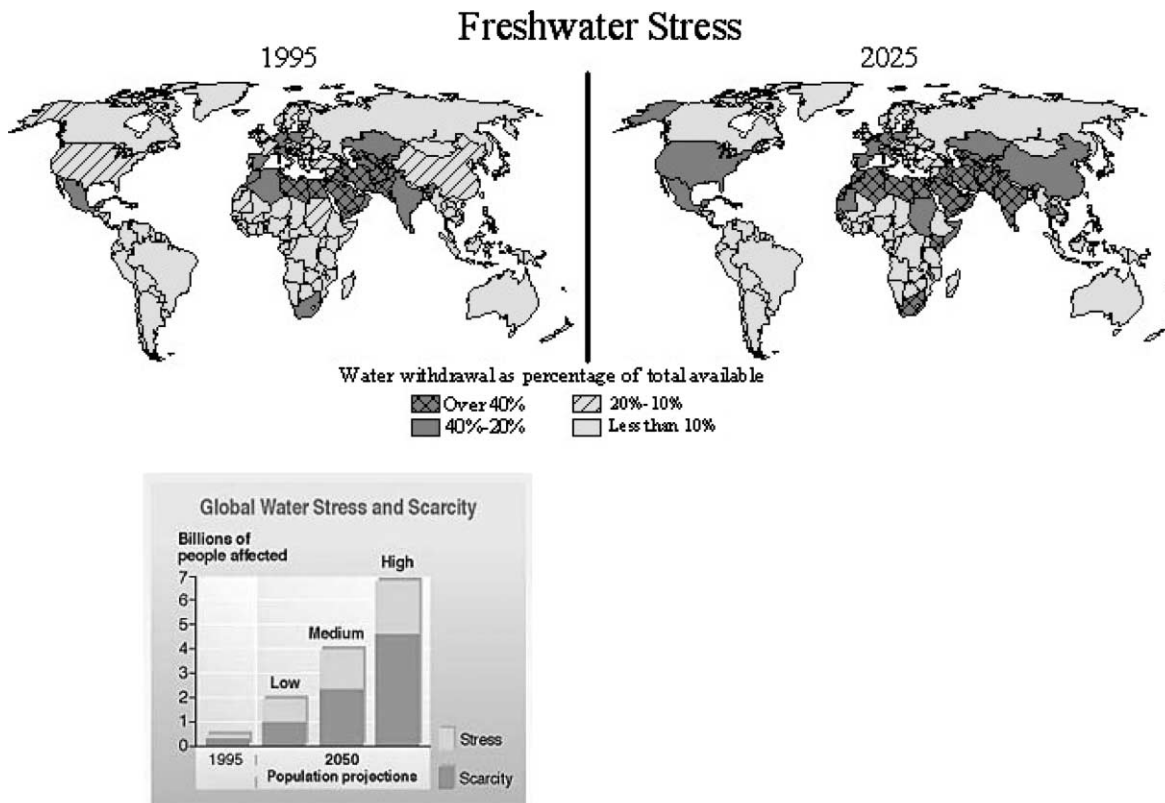 Freshwater Stress
1995
2025
Water withdrawal as percentage of total available
Over 40%
20%-10%
40%-20%
Less than 10%
Global Water Stress and Scarcity
Billions of
people affected
High
7
6
5
Medium
4
3
Low
2
1
0
Stress
1995
2050
Population projections
Scarcity